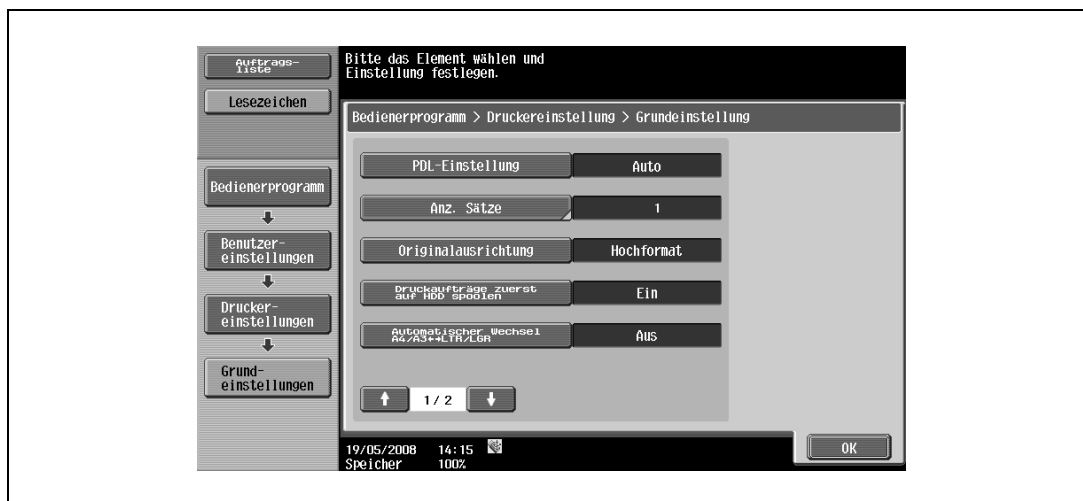 Auftrags-
liste
Lesezeichen
Bedienerprogramm
Benutzer-
einstellungen
Drucker-
einstellungen
Grund-
einstellungen
Bitte das Element wählen und
Einstellung festlegen.
Bedienerprogramm > Druckereinstellung > Grundeinstellung
PDL-Einstellung Auto
Anz. Sätze 1
Originalausrichtung Hochformat
Druckaufträge zuerst
auf HDD spoolen Ein
Automatischer Wechsel
A4/A3↔LTR/LGR Aus
↑ 1/2 ↓
19/05/2008 14:15
Speicher 100%
OK